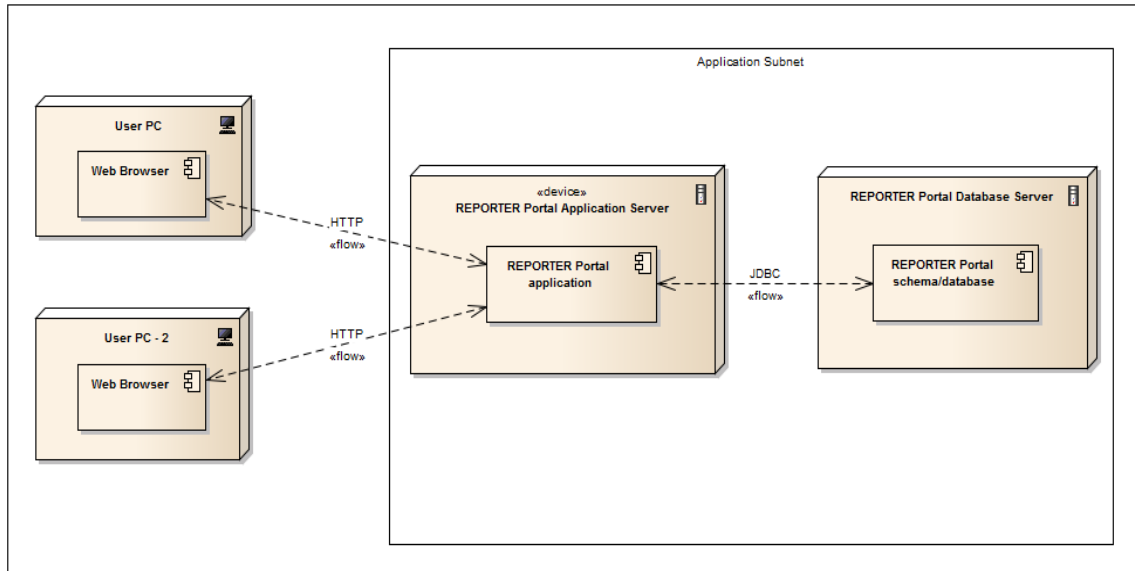 Application Subnet
User PC
Web Browser
HTTP
«flow»
User PC - 2
Web Browser
HTTP
«flow»
«device»
REPORTER Portal Application Server
REPORTER Portal
application
JDBC
«flow»
REPORTER Portal Database Server
REPORTER Portal
schema/database